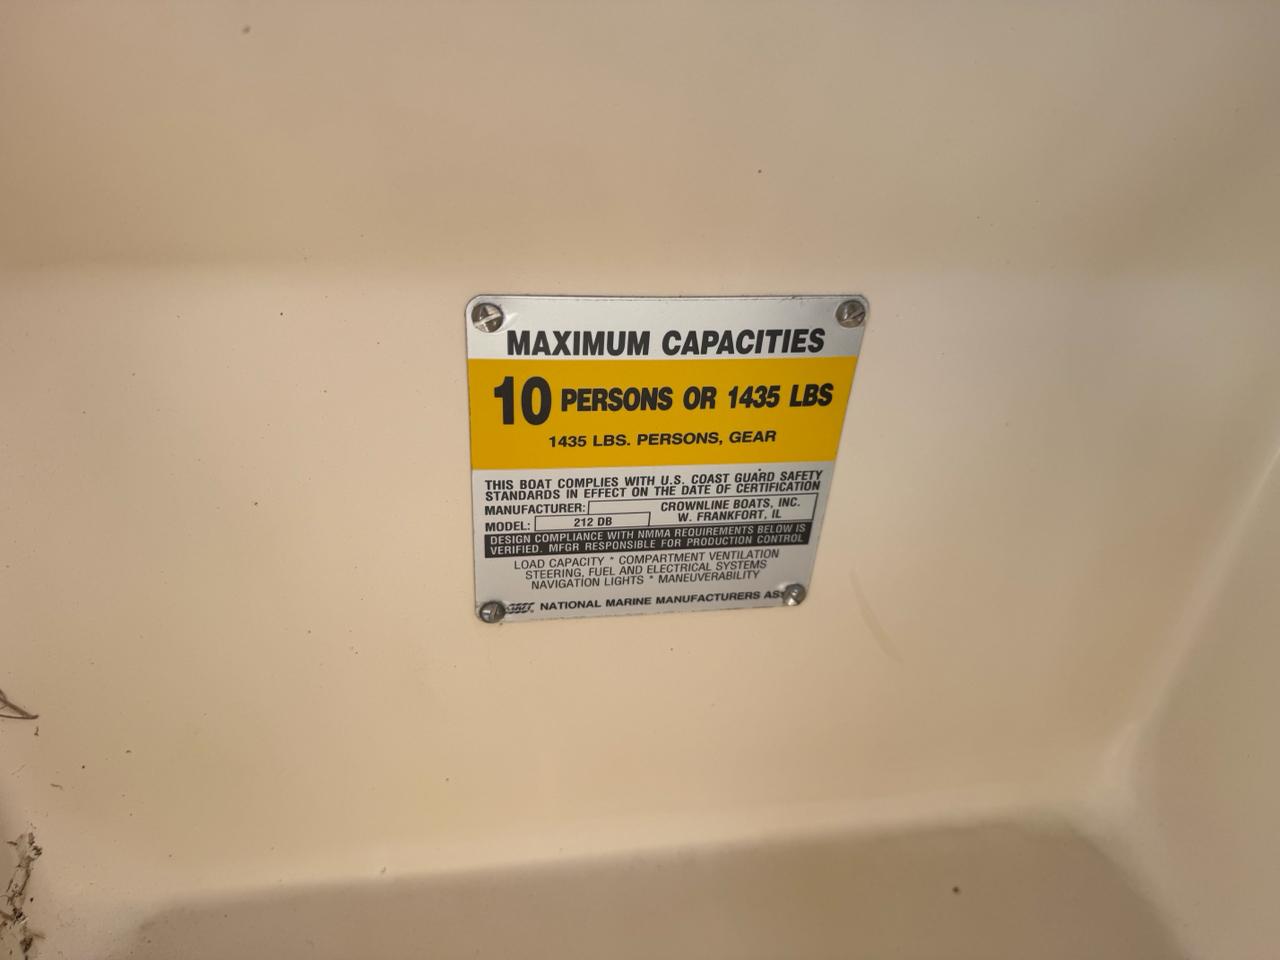 MAXIMUM CAPACITIES
10 PERSONS OR 1435 LBS
1435 LBS. PERSONS, GEAR
THIS BOAT COMPLIES WITH U.S. COAST GUARD SAFETY
STANDARDS IN EFFECT ON THE DATE OF CERTIFICATION
MANUFACTURER: CROWNLINE BOATS, INC.
W. FRANKFORT, IL
MODEL: 212 DB
DESIGN COMPLIANCE WITH NMMA REQUIREMENTS BELOW IS
VERIFIED. MFGR RESPONSIBLE FOR PRODUCTION CONTROL
LOAD CAPACITY * COMPARTMENT VENTILATION
STEERING, FUEL AND ELECTRICAL SYSTEMS
NAVIGATION LIGHTS * MANEUVERABILITY
NATIONAL MARINE MANUFACTURERS